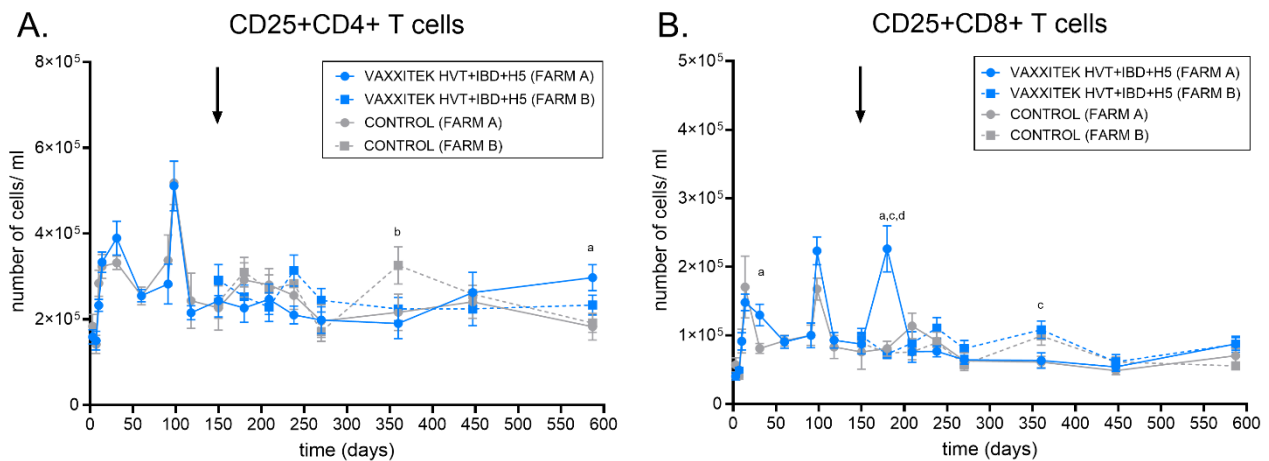 A.
CD25+CD4+ T cells
8×10⁵
6×10⁵
4×10⁵
2×10⁵
0
number of cells/ ml
VAXXITEK HVT+IBD+H5 (FARM A)
VAXXITEK HVT+IBD+H5 (FARM B)
CONTROL (FARM A)
CONTROL (FARM B)
b
a
0 50 100 150 200 250 300 350 400 450 500 550 600
time (days)
B.
CD25+CD8+ T cells
5×10⁵
4×10⁵
3×10⁵
2×10⁵
1×10⁵
0
number of cells/ ml
VAXXITEK HVT+IBD+H5 (FARM A)
VAXXITEK HVT+IBD+H5 (FARM B)
CONTROL (FARM A)
CONTROL (FARM B)
a
a,c,d
c
0 50 100 150 200 250 300 350 400 450 500 550 600
time (days)